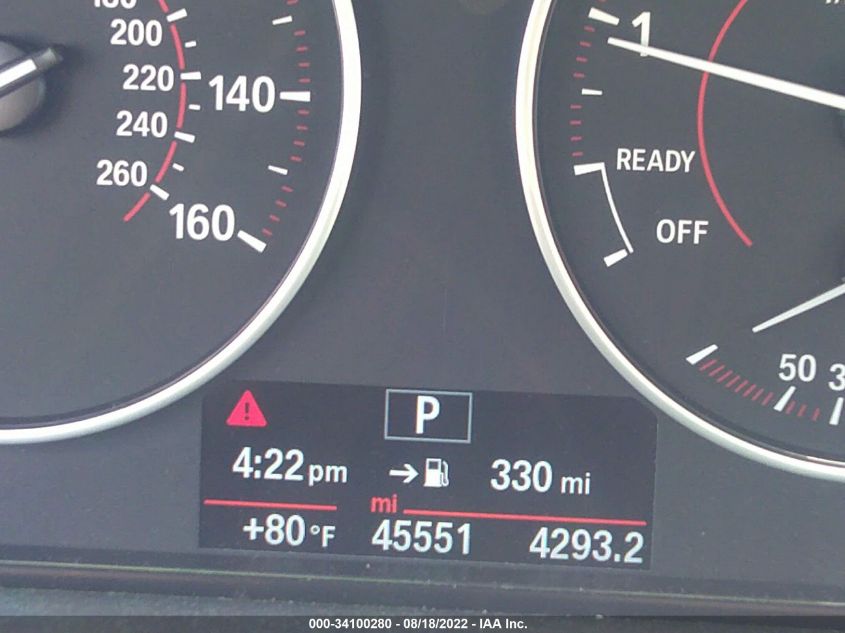 200
220
140
240
260
160
1
READY
OFF
50
P
4:22 pm → 330 mi
mi
+80 °F 45551 4293.2
000-34100280 - 08/18/2022 - IAA Inc.